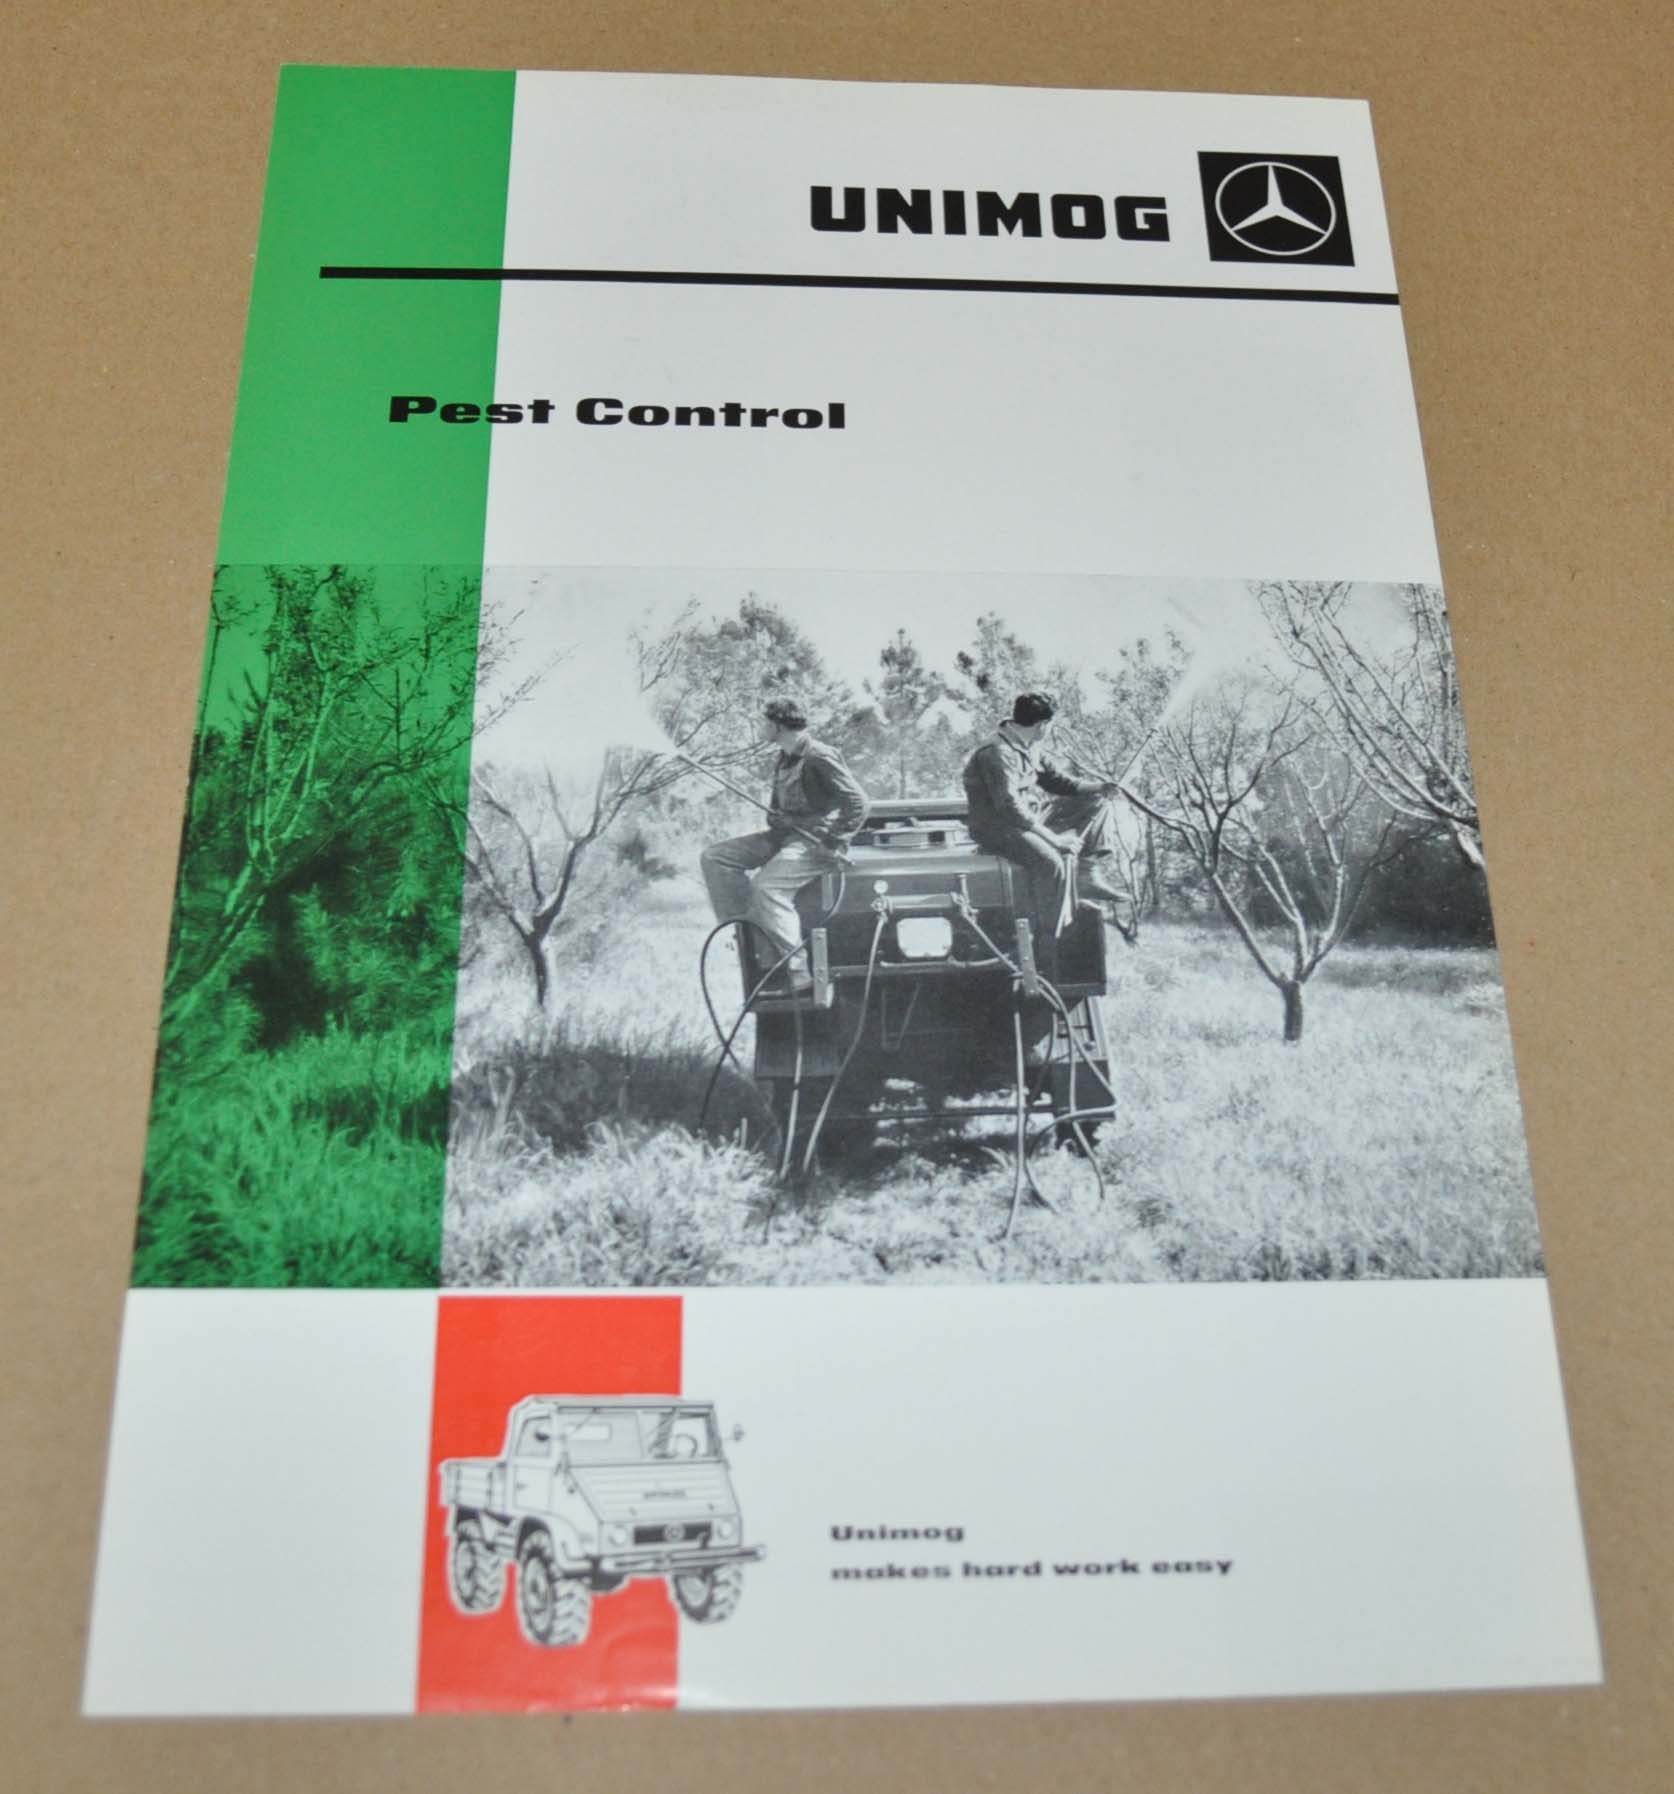 UNIMOG
Pest Control
Unimog
makes hard work easy